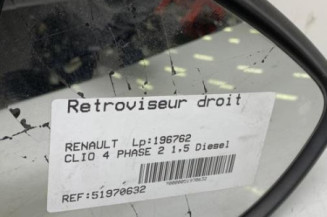 Retroviseur droit
RENAULT Lp:196762
CLIO 4 PHASE 2 1.5 Diesel
REF:51970632